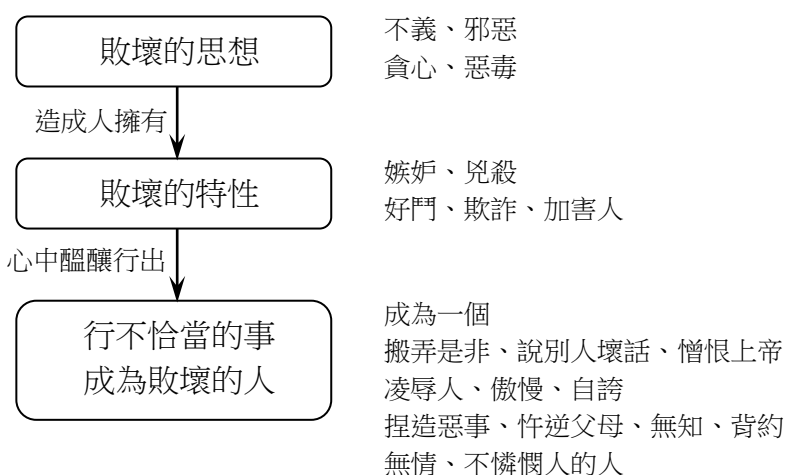 敗壞的思想
不義、邪惡
貪心、惡毒
造成人擁有
敗壞的特性
嫉妒、兇殺
好鬥、欺詐、加害人
心中醞釀行出
行不恰當的事
成為敗壞的人
成為一個
搬弄是非、說別人壞話、憎恨上帝
凌辱人、傲慢、自誇
捏造惡事、忤逆父母、無知、背約
無情、不憐憫人的人